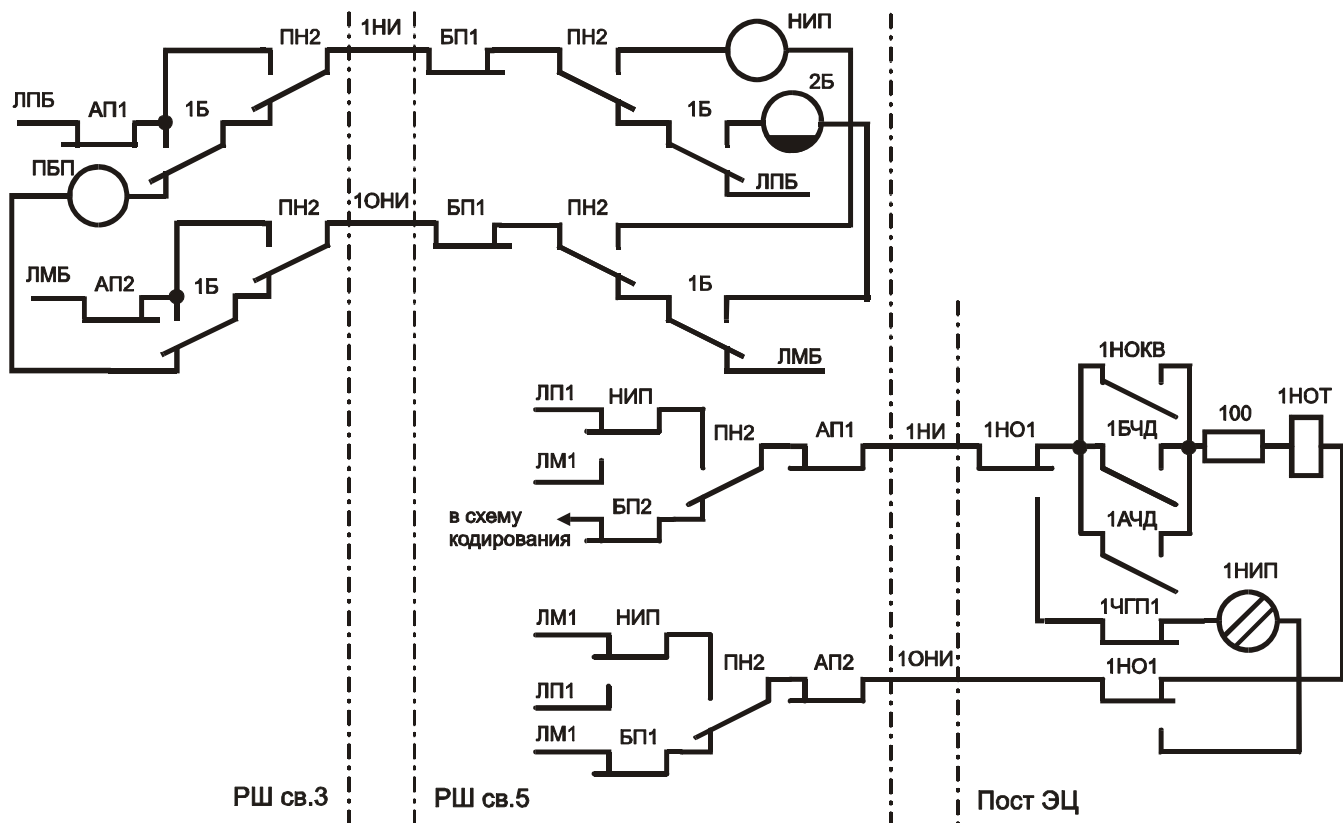 ПН2
1НИ
БП1
ПН2
НИП
ЛПБ
АП1
1Б
1Б
2Б
ПБП
ЛПБ
ПН2
1ОНИ
БП1
ПН2
ЛМБ
АП2
1Б
1Б
ЛМБ
1НОКВ
ЛП1
НИП
ПН2
АП1
1НИ
1НО1
1БЧД
100
1НОТ
ЛМ1
БП2
в схему
кодирования
1АЧД
1НИП
1ЧГП1
ЛМ1
НИП
ПН2
АП2
1ОНИ
1НО1
ЛП1
ЛМ1
БП1
РШ св.3
РШ св.5
Пост ЭЦ